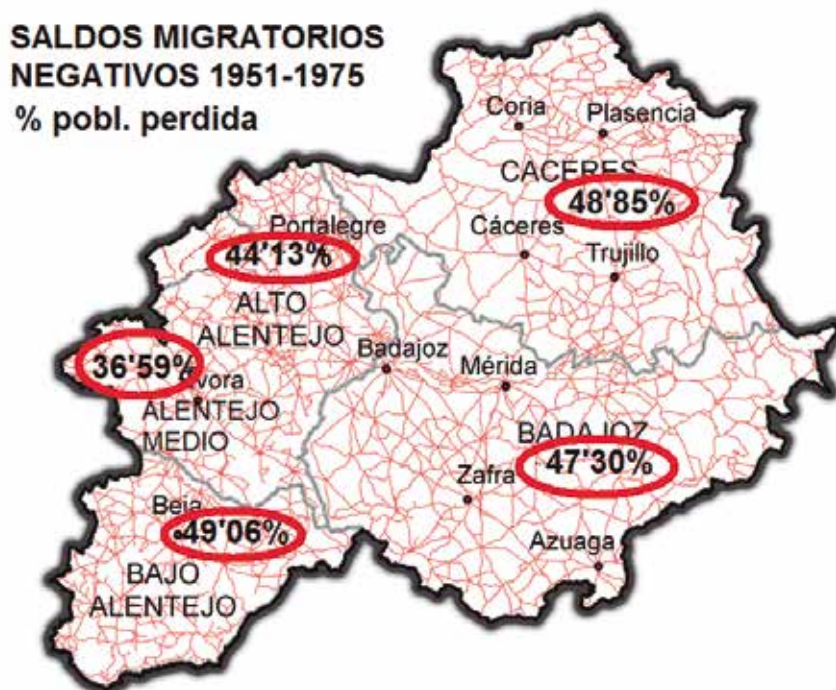 SALDOS MIGRATORIOS
NEGATIVOS 1951-1975
% pobl. perdida
Coria
Plasencia
CACERES
48'85%
Cáceres
Trujillo
Portalegre
44'13%
ALTO
ALENTEJO
36'59%
vora
ALENTEJO
MEDIO
Badajoz
Mérida
BADAJOZ
47'30%
Zafra
Azuaga
Beja
49'06%
BAJO
ALENTEJO